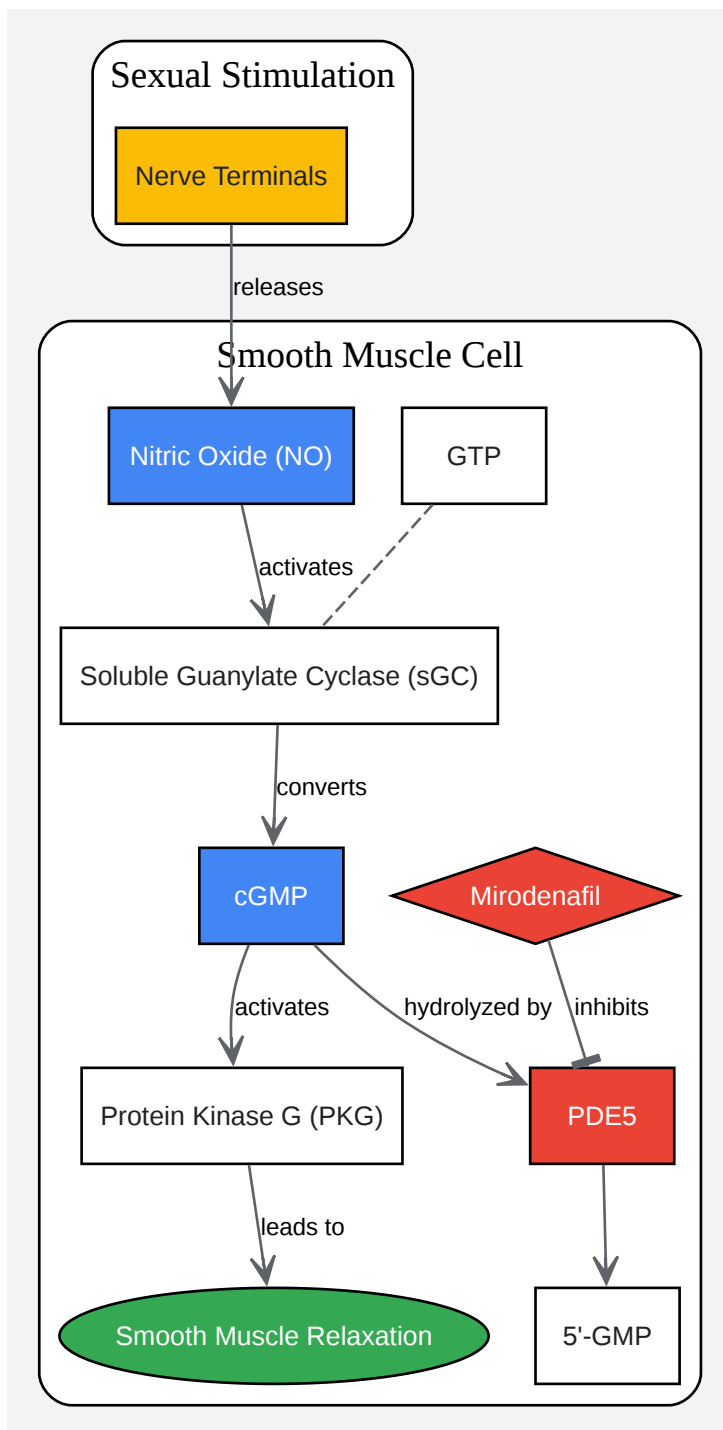 Sexual Stimulation
Nerve Terminals
releases
Smooth Muscle Cell
Nitric Oxide (NO)
GTP
activates
Soluble Guanylate Cyclase (sGC)
converts
cGMP
Mirodenafil
activates
hydrolyzed by
inhibits
Protein Kinase G (PKG)
PDE5
leads to
Smooth Muscle Relaxation
5'-GMP